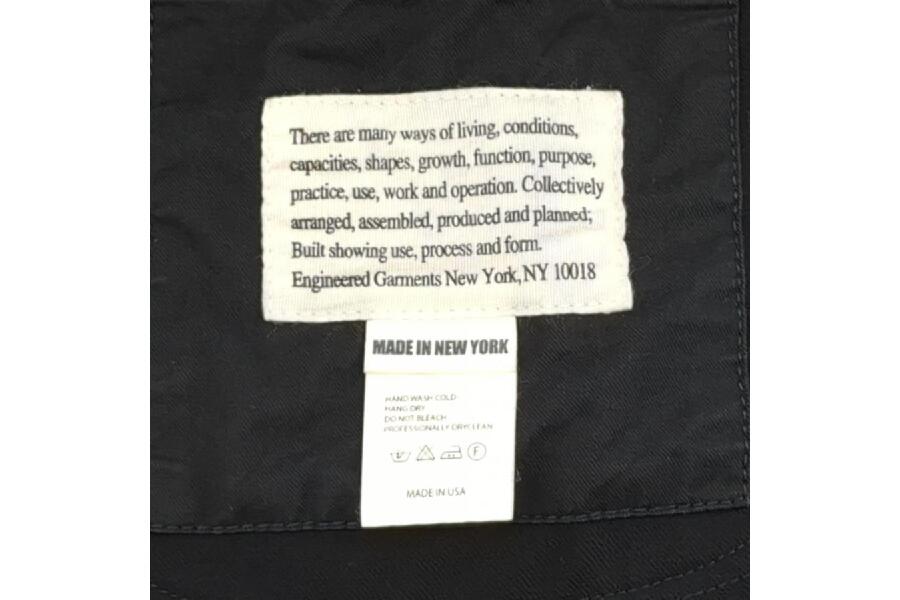 There are many ways of living, conditions,
capacities, shapes, growth, function, purpose,
practice, use, work and operation. Collectively
arranged, assembled, produced and planned;
Built showing use, process and form.
Engineered Garments New York, NY 10018
MADE IN NEW YORK
HAND WASH COLD
HANG DRY
DO NOT BLEACH
PROFESSIONALLY DRYCLEAN
F
MADE IN USA